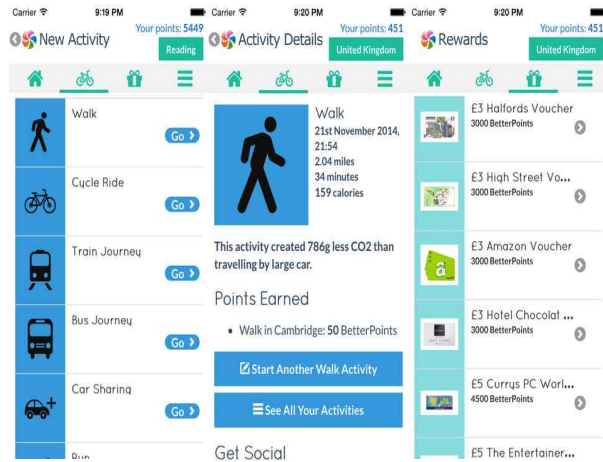 Carrier 9:19 PM
Your points: 5449
New Activity
Reading
Walk
Go
Cycle Ride
Go
Train Journey
Go
Bus Journey
Go
Car Sharing
Go
Run
Carrier 9:20 PM
Your points: 451
Activity Details
United Kingdom
Walk
21st November 2014,
21:54
2.04 miles
34 minutes
159 calories
This activity created 786g less CO2 than
travelling by large car.
Points Earned
• Walk in Cambridge: 50 BetterPoints
Start Another Walk Activity
See All Your Activities
Get Social
Carrier 9:20 PM
Your points: 451
Rewards
United Kingdom
£3 Halfords Voucher
3000 BetterPoints
£3 High Street Vo...
3000 BetterPoints
£3 Amazon Voucher
3000 BetterPoints
a
£3 Hotel Chocolat ...
3000 BetterPoints
£5 Currys PC Worl...
4500 BetterPoints
£5 The Entertainer...